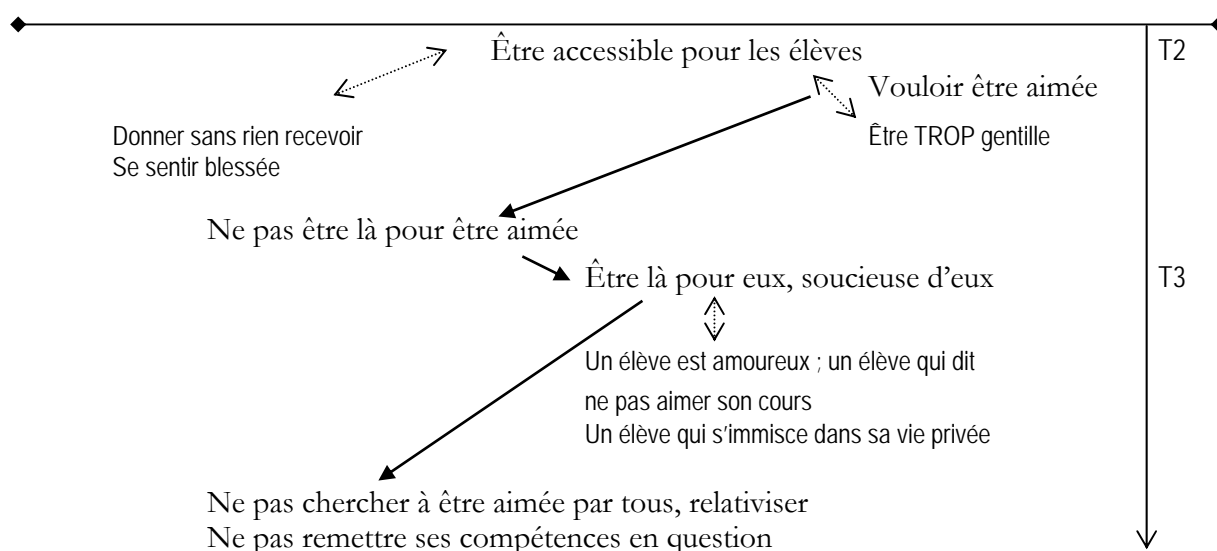 Être accessible pour les élèves
T2
Vouloir être aimée
Donner sans rien recevoir
Être TROP gentille
Se sentir blessée
Ne pas être là pour être aimée
Être là pour eux, soucieuse d'eux
T3
Un élève est amoureux ; un élève qui dit
ne pas aimer son cours
Un élève qui s'immisce dans sa vie privée
Ne pas chercher à être aimée par tous, relativiser
Ne pas remettre ses compétences en question